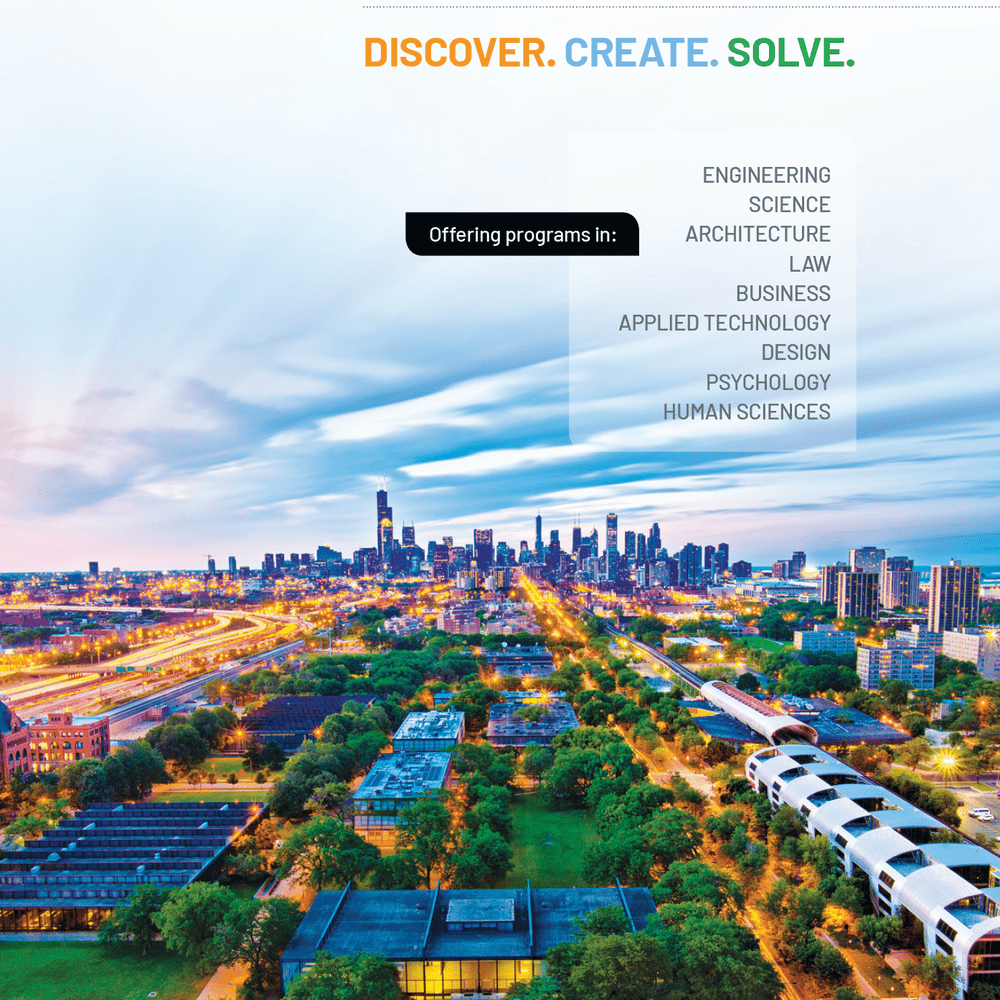 DISCOVER. CREATE. SOLVE.
Offering programs in:
ENGINEERING
SCIENCE
ARCHITECTURE
LAW
BUSINESS
APPLIED TECHNOLOGY
DESIGN
PSYCHOLOGY
HUMAN SCIENCES